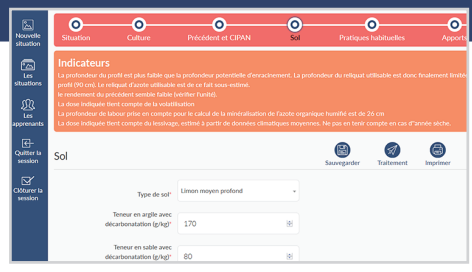 Nouvelle
situation
Les
situations
Les
apprenants
Quitter la
session
Clôturer la
session
Situation
Culture
Précédent et CIPAN
Sol
Pratiques habituelles
Apports
Indicateurs
La profondeur du profil est plus faible que la profondeur potentielle d'enracinement. La profondeur du reliquat utilisable est donc finalement limitée
profil (90 cm). Le reliquat d'azote utilisable est de ce fait sous-estimé.
le rendement du précédent semble faible (vérifier l'unité).
La dose indiquée tient compte de la volatilisation
La profondeur de labour prise en compte pour le calcul de la minéralisation de l'azote organique humifié est de 26 cm
La dose indiquée tient compte du lessivage, estimé à partir de données climatiques moyennes. Ne pas en tenir compte en cas d'année sèche.
Sol
Sauvegarder
Traitement
Imprimer
Type de sol*
Limon moyen profond
Teneur en argile avec
décarbonatation (g/kg)*
170
Teneur en sable avec
décarbonatation (g/kg)*
80